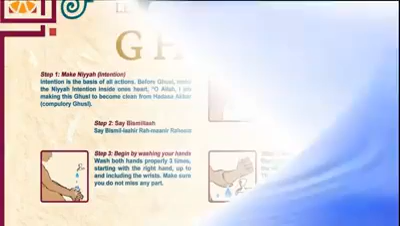 LE
GH
Step 1: Make Niyyah (Intention)
Intention is the basis of all actions. Before Ghusl, make
the Niyyah Intention inside ones heart, "O Allah, I am
making this Ghusl to become clean from Hadase Akbar
(compulory Ghusl).
Step 2: Say Bismillaah
Say Bismil-laahir Rah-maanir Raheem
Step 3: Begin by washing your hands
Wash both hands properly 3 times,
starting with the right hand, up to
and including the wrists. Make sure
you do not miss any part.